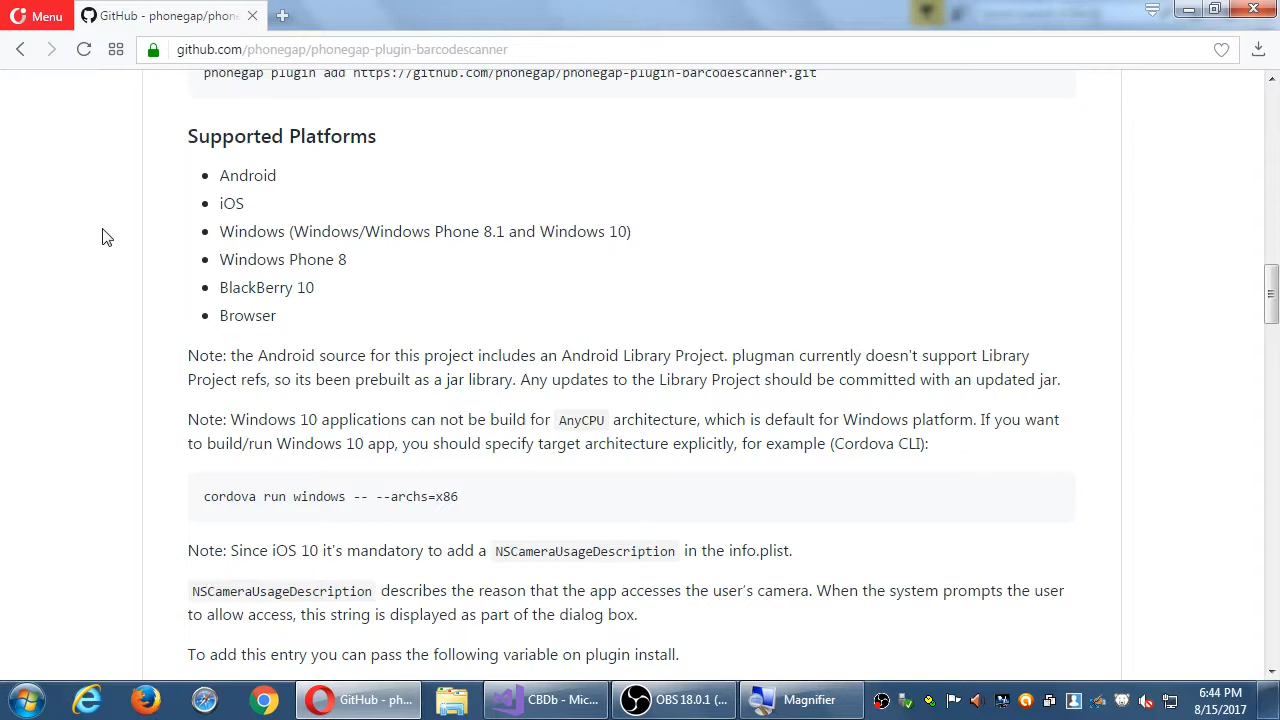 Menu
GitHub - phonegap/phon
github.com/phonegap/phonegap-plugin-barcodescanner
phonegap plugin add https://github.com/phonegap/phonegap-plugin-barcodescanner.git
Supported Platforms
Android
iOS
Windows (Windows/Windows Phone 8.1 and Windows 10)
Windows Phone 8
BlackBerry 10
Browser
Note: the Android source for this project includes an Android Library Project. plugman currently doesn't support Library
Project refs, so its been prebuilt as a jar library. Any updates to the Library Project should be committed with an updated jar.
Note: Windows 10 applications can not be build for AnyCPU architecture, which is default for Windows platform. If you want
to build/run Windows 10 app, you should specify target architecture explicitly, for example (Cordova CLI):
cordova run windows -- --archs=x86
Note: Since iOS 10 it's mandatory to add a NSCameraUsageDescription in the info.plist.
NSCameraUsageDescription describes the reason that the app accesses the user's camera. When the system prompts the user
to allow access, this string is displayed as part of the dialog box.
To add this entry you can pass the following variable on plugin install.
GitHub - ph...
CBDb - Mic...
OBS 18.0.1 (...
Magnifier
6:44 PM
8/15/2017